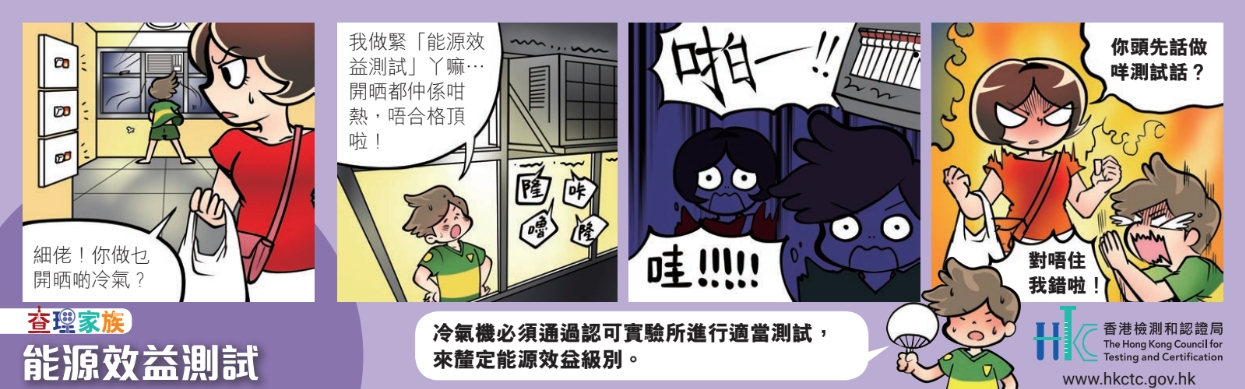 細佬！你做乜
開晒啲冷氣？
我做緊「能源效
益測試」丫嘛…
開晒都仲係咁
熱，唔合格頂
啦！
隆
咔
嚕
隆
啪—!!
哇!!!!!
你頭先話做
咩測試話？
對唔住
我錯啦！
查理家族
能源效益測試
冷氣機必須通過認可實驗所進行適當測試，
來釐定能源效益級別。
HKTC
香港檢測和認證局
The Hong Kong Council for
Testing and Certification
www.hkctc.gov.hk